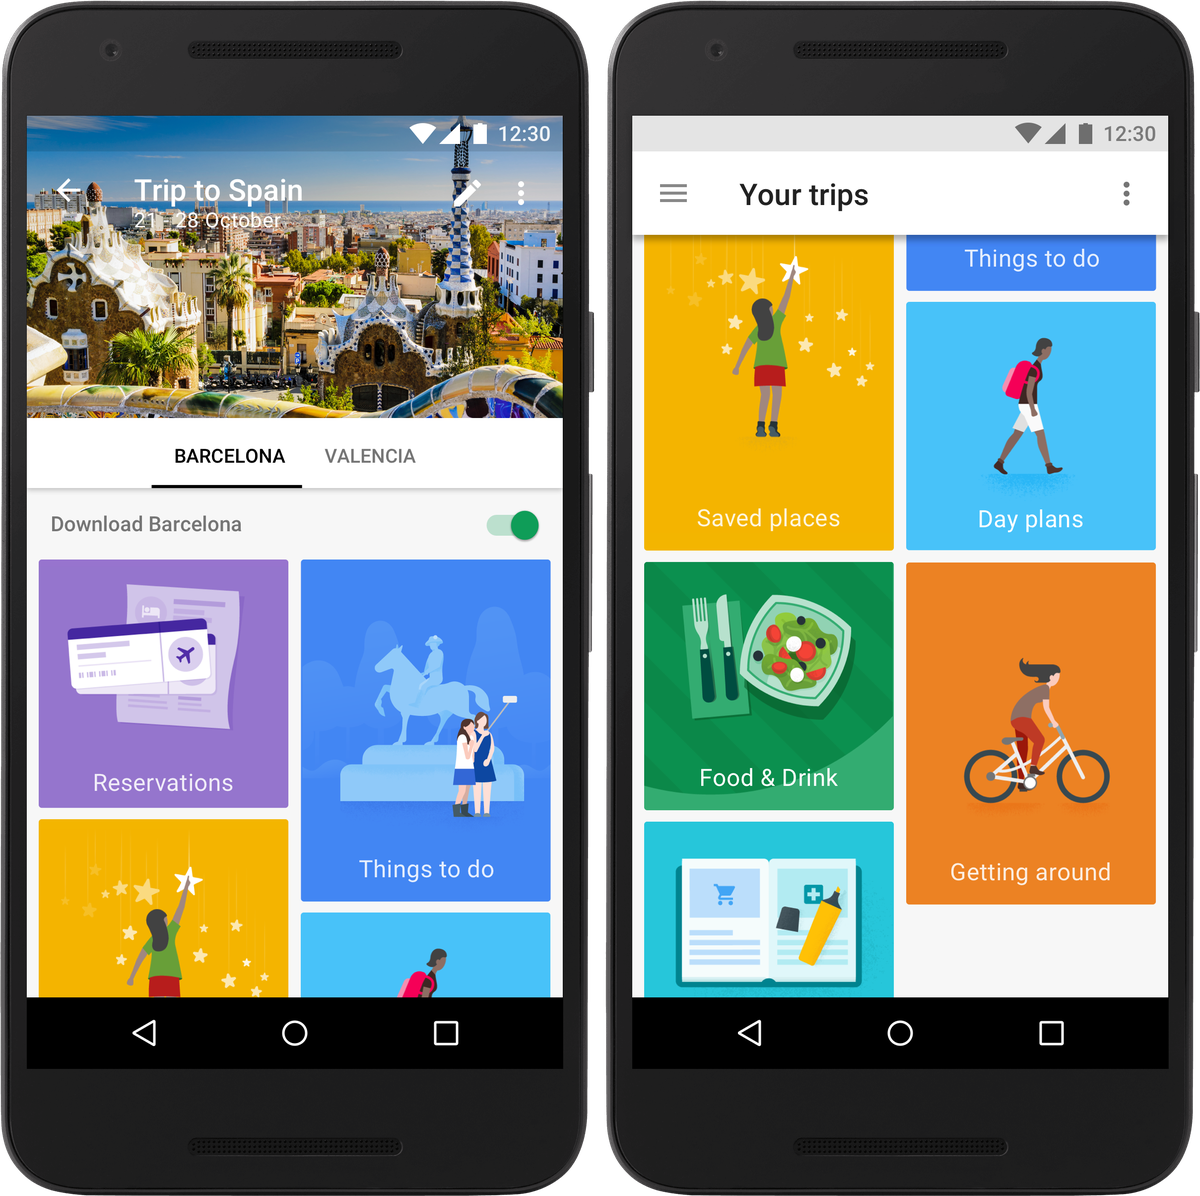 12:30
Trip to Spain
21 - 28 October
BARCELONA VALENCIA
Download Barcelona
Reservations
Things to do
12:30
Your trips
Things to do
Saved places
Day plans
Food & Drink
Getting around